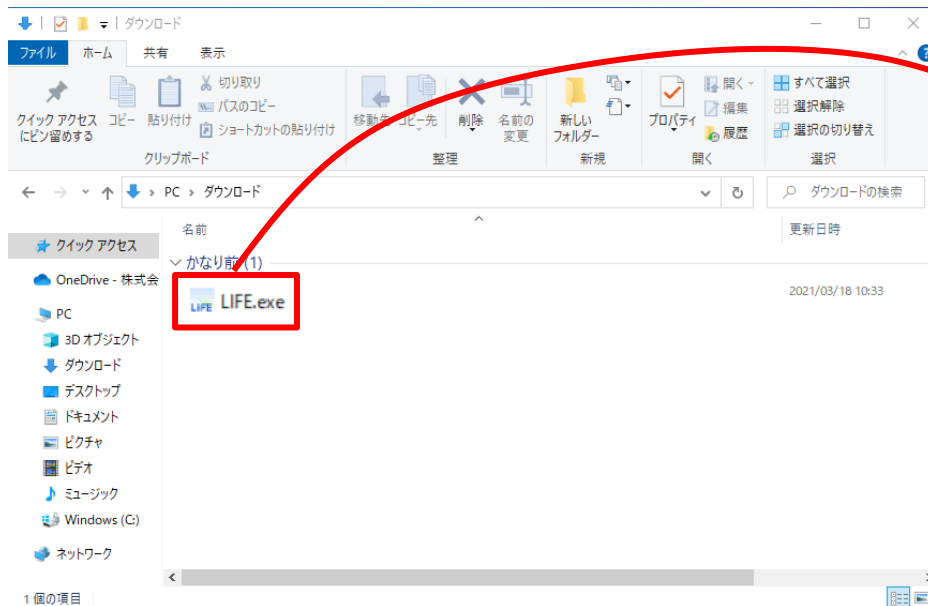 ダウンロード
ファイル ホーム 共有 表示
クイック アクセス
にピン留めする
コピー
貼り付け
切り取り
パスのコピー
ショートカットの貼り付け
クリップボード
移動先
コピー先
削除
名前の
変更
整理
新しい
フォルダー
新規
プロパティ
開く
編集
履歴
開く
すべて選択
選択解除
選択の切り替え
選択
PC › ダウンロード
ダウンロードの検索
名前 更新日時
クイック アクセス
OneDrive - 株式会
PC
3D オブジェクト
ダウンロード
デスクトップ
ドキュメント
ピクチャ
ビデオ
ミュージック
Windows (C:)
ネットワーク
かなり前 (1)
LIFE LIFE.exe 2021/03/18 10:33
1 個の項目